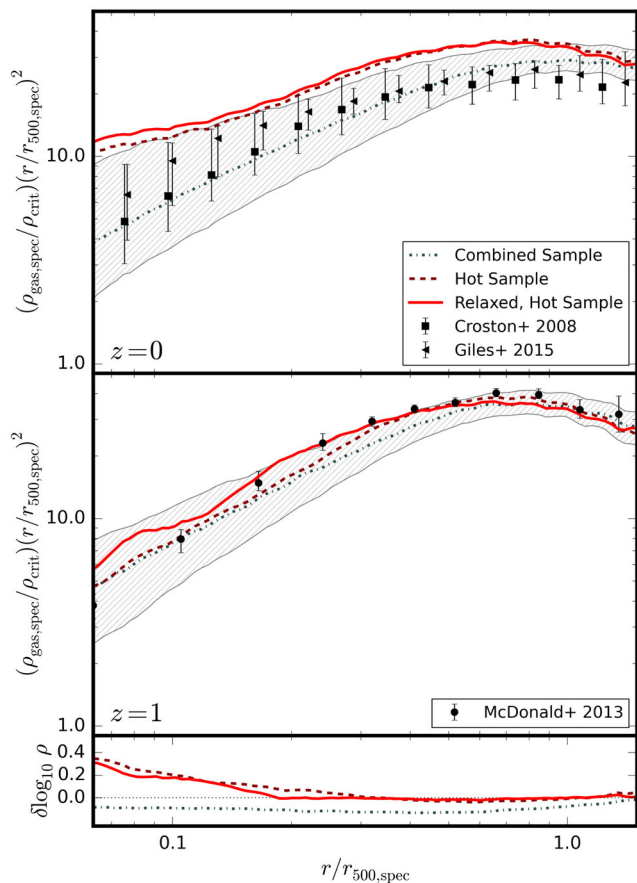 (ρgas,spec/ρcrit)(r/r500,spec)²
10.0
1.0
z=0
Combined Sample
Hot Sample
Relaxed, Hot Sample
Croston+ 2008
Giles+ 2015
(ρgas,spec/ρcrit)(r/r500,spec)²
10.0
1.0
z=1
McDonald+ 2013
δlog10 ρ
0.4
0.2
0.0
0.1
1.0
r/r500,spec